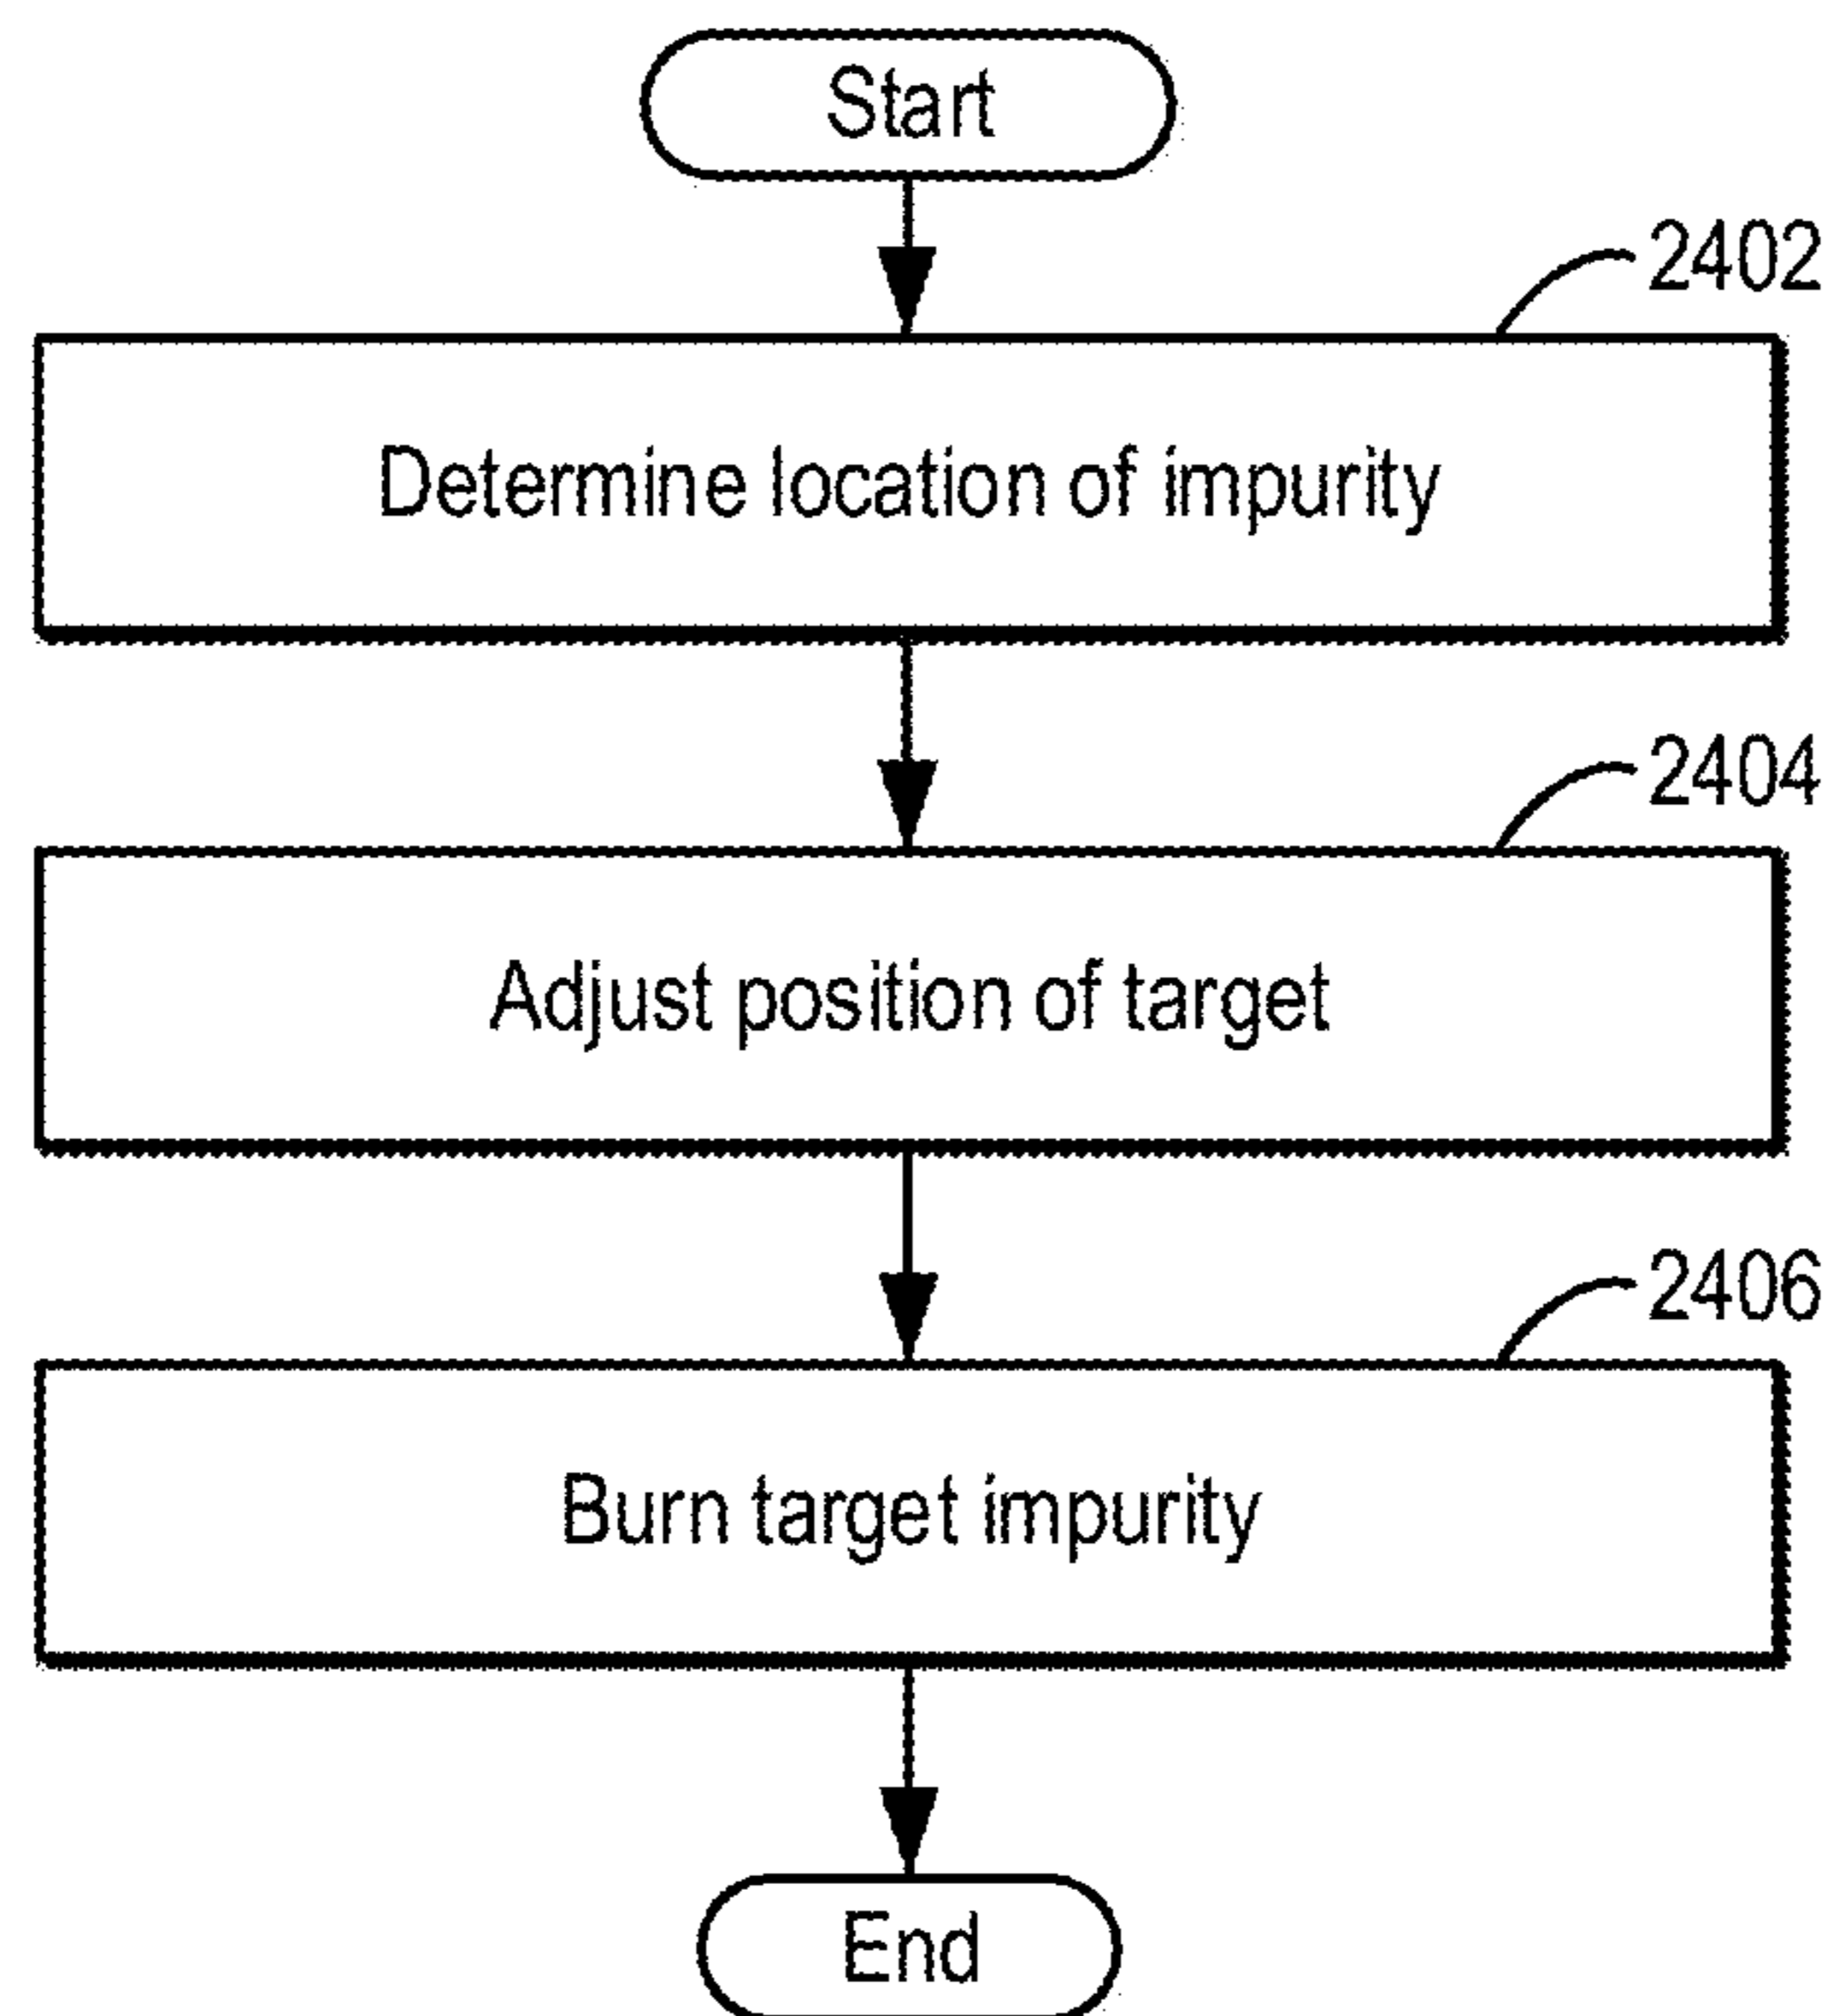 Start
2402
Determine location of impurity
2404
Adjust position of target
2406
Burn target impurity
End